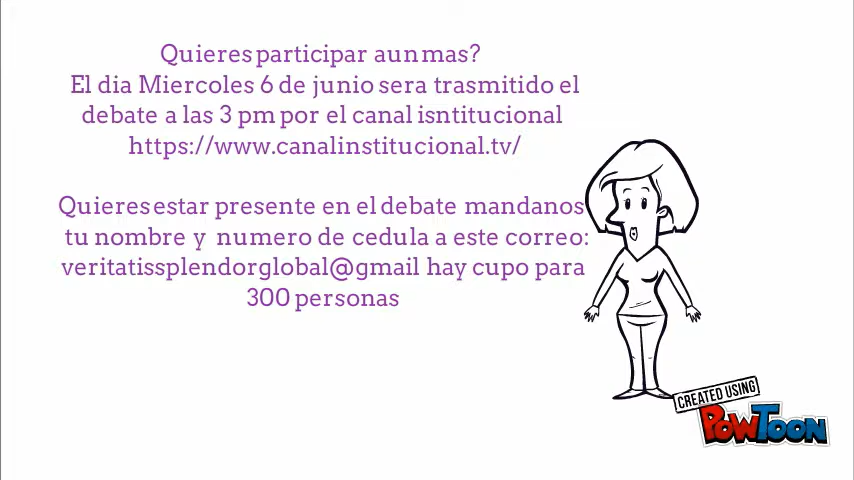 Quieres participar aun mas?
El dia Miercoles 6 de junio sera trasmitido el
debate a las 3 pm por el canal isntitucional
https://www.canalinstitucional.tv/
Quieres estar presente en el debate mandanos
tu nombre y numero de cedula a este correo:
veritatissplendorglobal@gmail hay cupo para
300 personas
CREATED USING
POWTOON